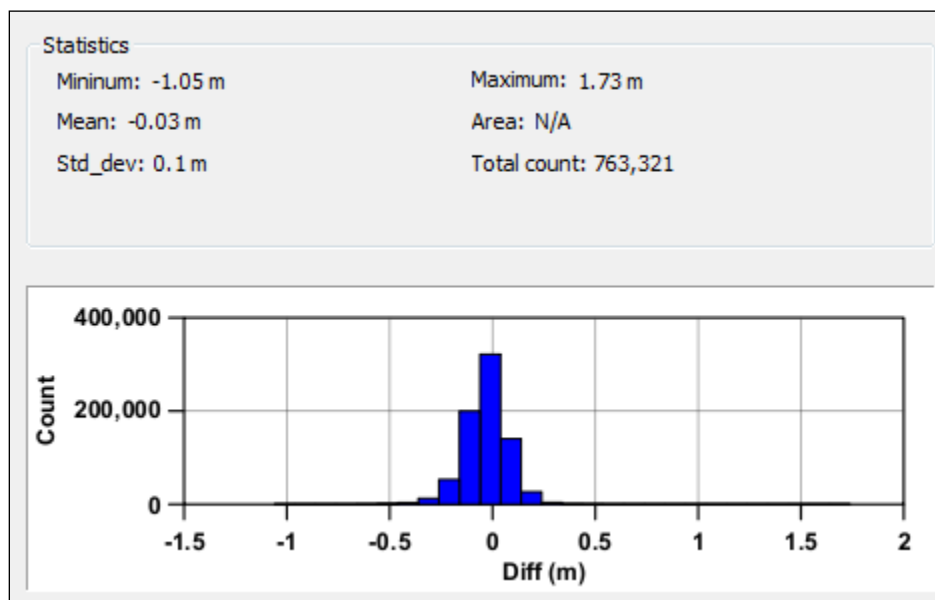 Statistics
Mininum: -1.05 m
Maximum: 1.73 m
Mean: -0.03 m
Area: N/A
Std_dev: 0.1 m
Total count: 763,321
400,000
200,000
0
Count
-1.5 -1 -0.5 0 0.5 1 1.5 2
Diff (m)